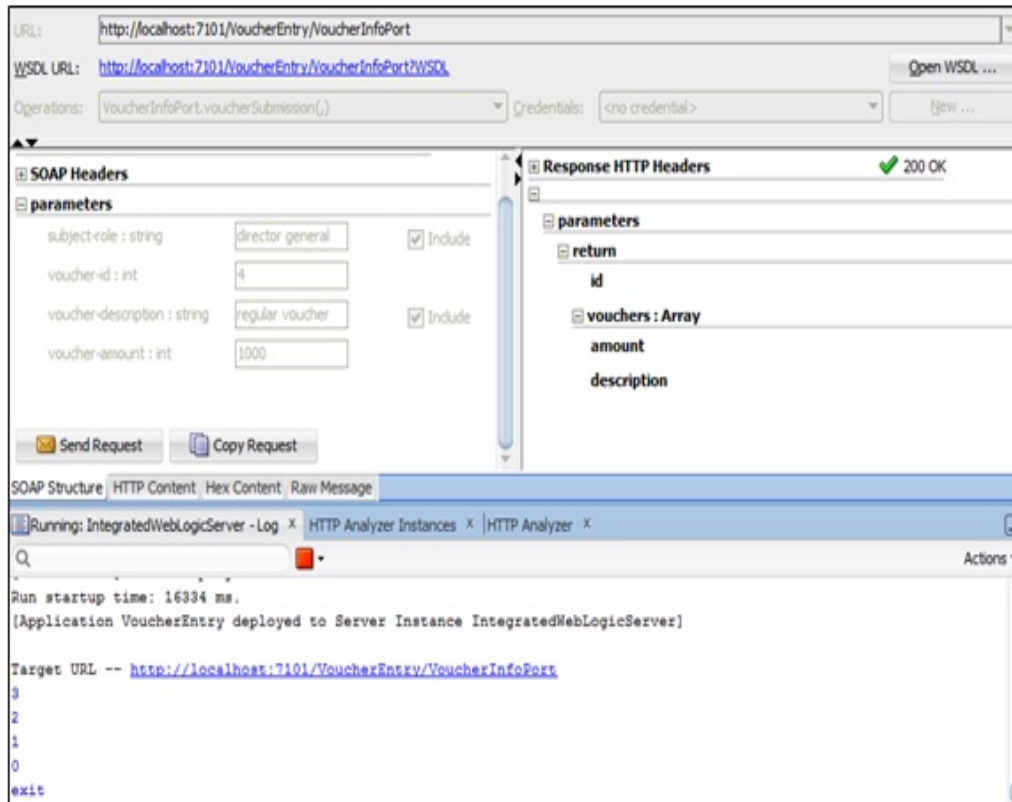 URL: http://localhost:7101/VoucherEntry/VoucherInfoPort
WSDL URL: http://localhost:7101/VoucherEntry/VoucherInfoPort?WSDL Open WSDL ...
Operations: VoucherInfoPort.voucherSubmission(,) Credentials: <no credential> New ...
SOAP Headers
parameters
subject-role : string director general Include
voucher-id : int 4
voucher-description : string regular voucher Include
voucher-amount : int 1000
Send Request Copy Request
Response HTTP Headers 200 OK
parameters
return
id
vouchers : Array
amount
description
SOAP Structure HTTP Content Hex Content Raw Message
Running: IntegratedWebLogicServer - Log x HTTP Analyzer Instances x HTTP Analyzer x
Actions
Run startup time: 16334 ms.
[Application VoucherEntry deployed to Server Instance IntegratedWebLogicServer]
Target URL -- http://localhost:7101/VoucherEntry/VoucherInfoPort
3
2
1
0
exit